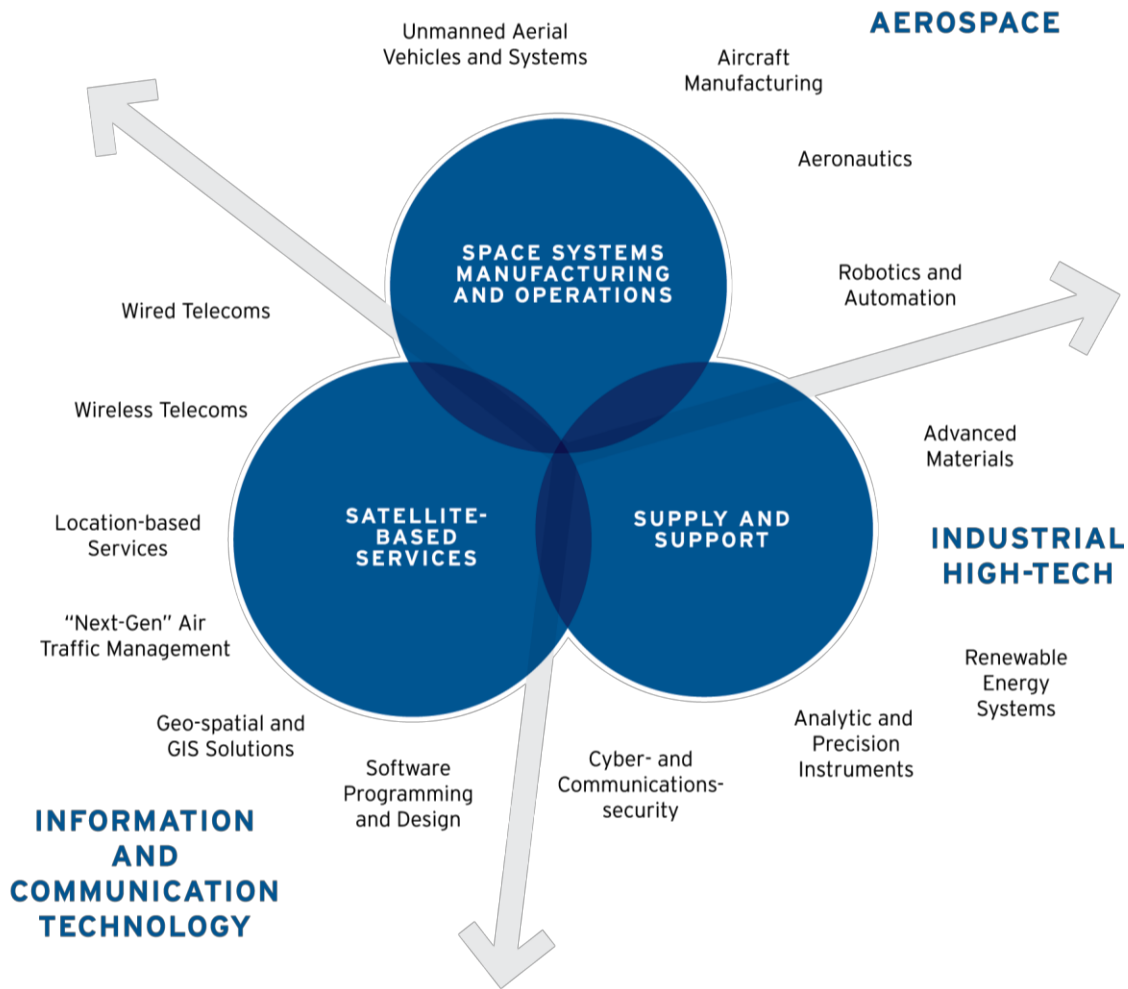 AEROSPACE
Unmanned Aerial
Vehicles and Systems
Aircraft
Manufacturing
Aeronautics
SPACE SYSTEMS
MANUFACTURING
AND OPERATIONS
Robotics and
Automation
Wired Telecoms
Wireless Telecoms
Advanced
Materials
Location-based
Services
SATELLITE-
BASED
SERVICES
SUPPLY AND
SUPPORT
INDUSTRIAL
HIGH-TECH
“Next-Gen” Air
Traffic Management
Renewable
Energy
Systems
Geo-spatial and
GIS Solutions
Analytic and
Precision
Instruments
Software
Programming
and Design
Cyber- and
Communications-
security
INFORMATION
AND
COMMUNICATION
TECHNOLOGY